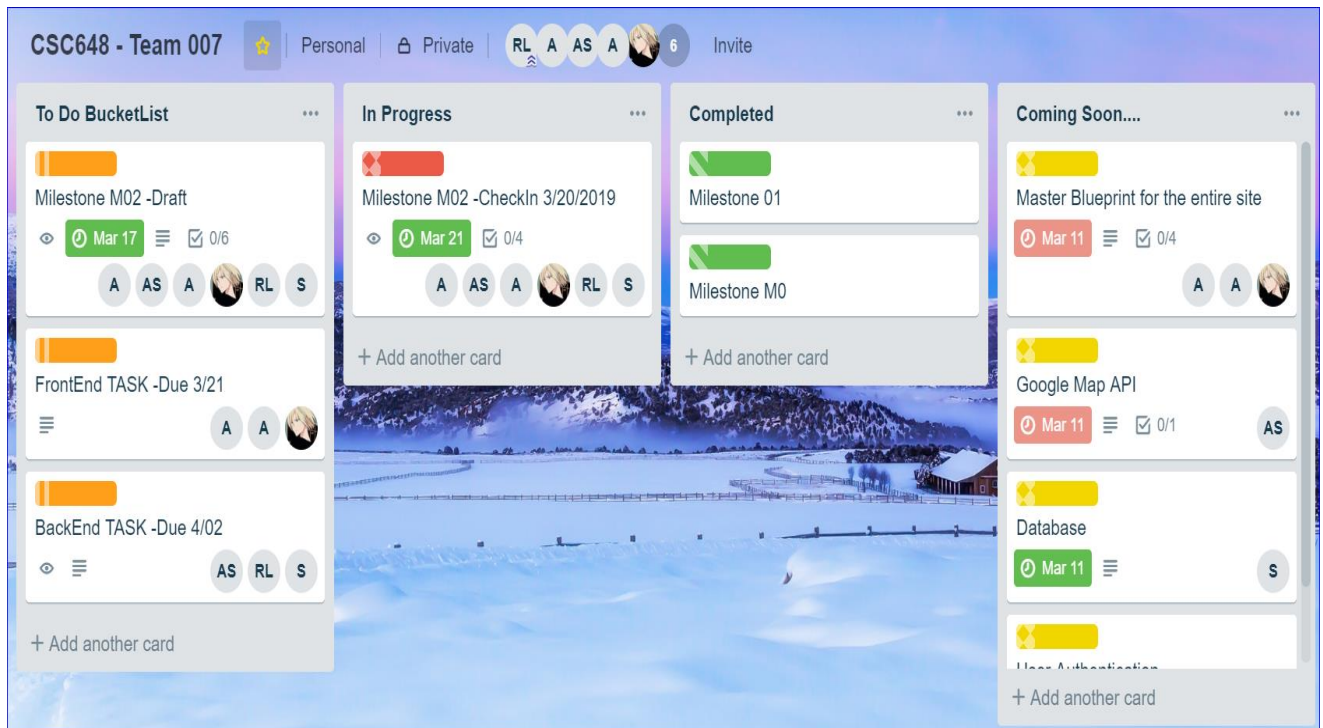 CSC648 - Team 007 Personal Private RL A AS A 6 Invite
To Do BucketList
Milestone M02 -Draft
Mar 17 0/6
A AS A RL S
FrontEnd TASK -Due 3/21
A A
BackEnd TASK -Due 4/02
AS RL S
+ Add another card
In Progress
Milestone M02 -CheckIn 3/20/2019
Mar 21 0/4
A AS A RL S
+ Add another card
Completed
Milestone 01
Milestone M0
+ Add another card
Coming Soon....
Master Blueprint for the entire site
Mar 11 0/4
A A
Google Map API
Mar 11 0/1
AS
Database
Mar 11
S
User Authentication
+ Add another card